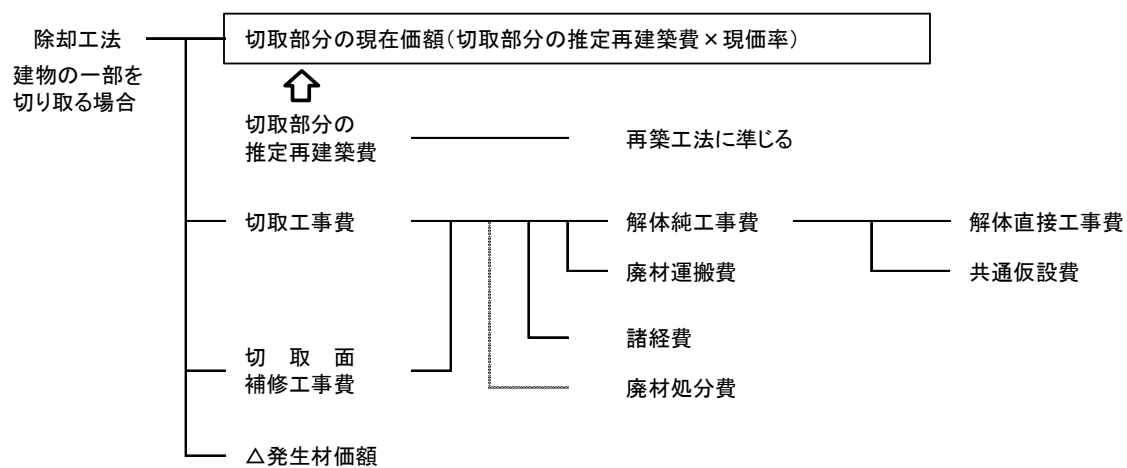 除却工法
建物の一部を
切り取る場合
切取部分の現在価額(切取部分の推定再建築費×現価率)
切取部分の
推定再建築費
再築工法に準じる
切取工事費
解体純工事費
解体直接工事費
廃材運搬費
共通仮設費
諸経費
切　取　面
補修工事費
廃材処分費
△発生材価額